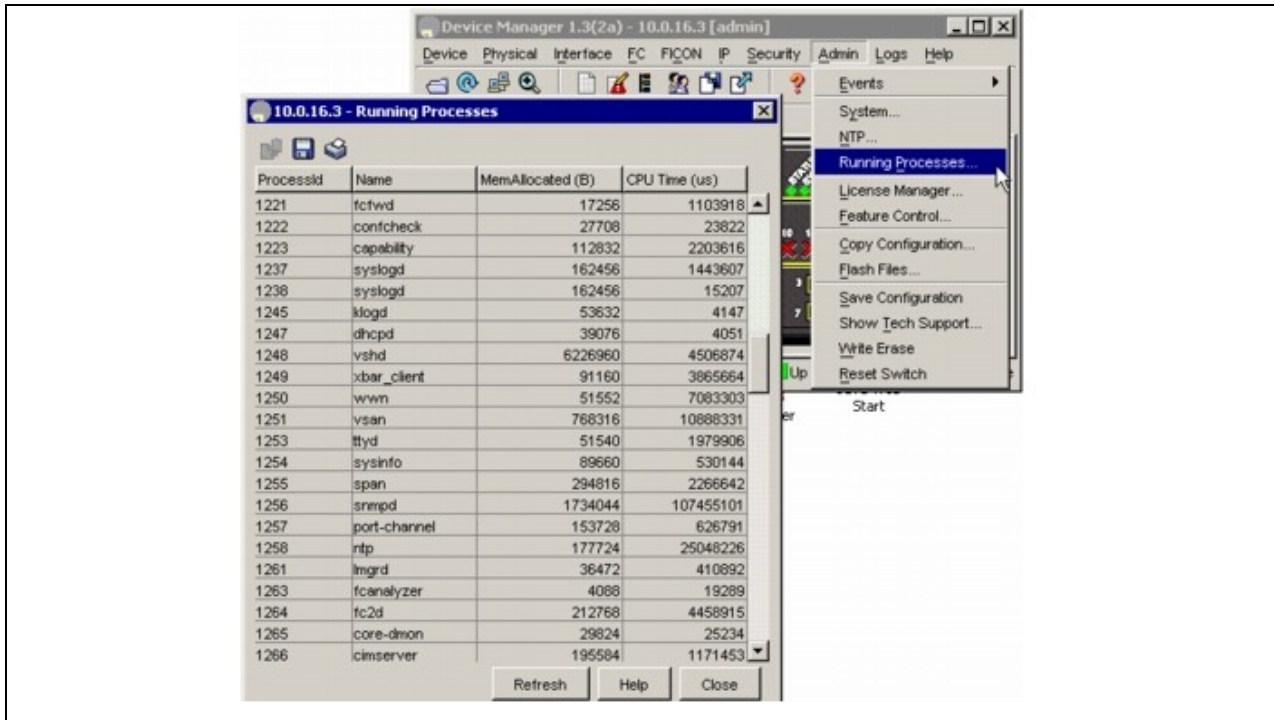 Device Manager 1.3(2a) - 10.0.16.3 [admin]
Device Physical Interface FC FICON IP Security Admin Logs Help
Events
System...
NTP...
Running Processes...
License Manager...
Feature Control...
Copy Configuration...
Flash Files...
Save Configuration
Show Tech Support...
Write Erase
Reset Switch
Up
Start
10.0.16.3 - Running Processes
ProcessId Name MemAllocated (B) CPU Time (us)
1221 fcfwd 17256 1103918
1222 confcheck 27708 23822
1223 capability 112832 2203616
1237 syslogd 162456 1443607
1238 syslogd 162456 15207
1245 klogd 53632 4147
1247 dhcpd 39076 4051
1248 vshd 6226960 4506874
1249 xbar_client 91160 3865664
1250 wwn 51552 7083303
1251 vsan 768316 10888331
1253 ttyd 51540 1979906
1254 sysinfo 89660 530144
1255 span 294816 2266642
1256 snmpd 1734044 107455101
1257 port-channel 153728 626791
1258 ntp 177724 25048226
1261 lmgrd 36472 410892
1263 fcanalyzer 4088 19289
1264 fc2d 212768 4458915
1265 core-dmon 29824 25234
1266 cimserver 195584 1171453
Refresh Help Close